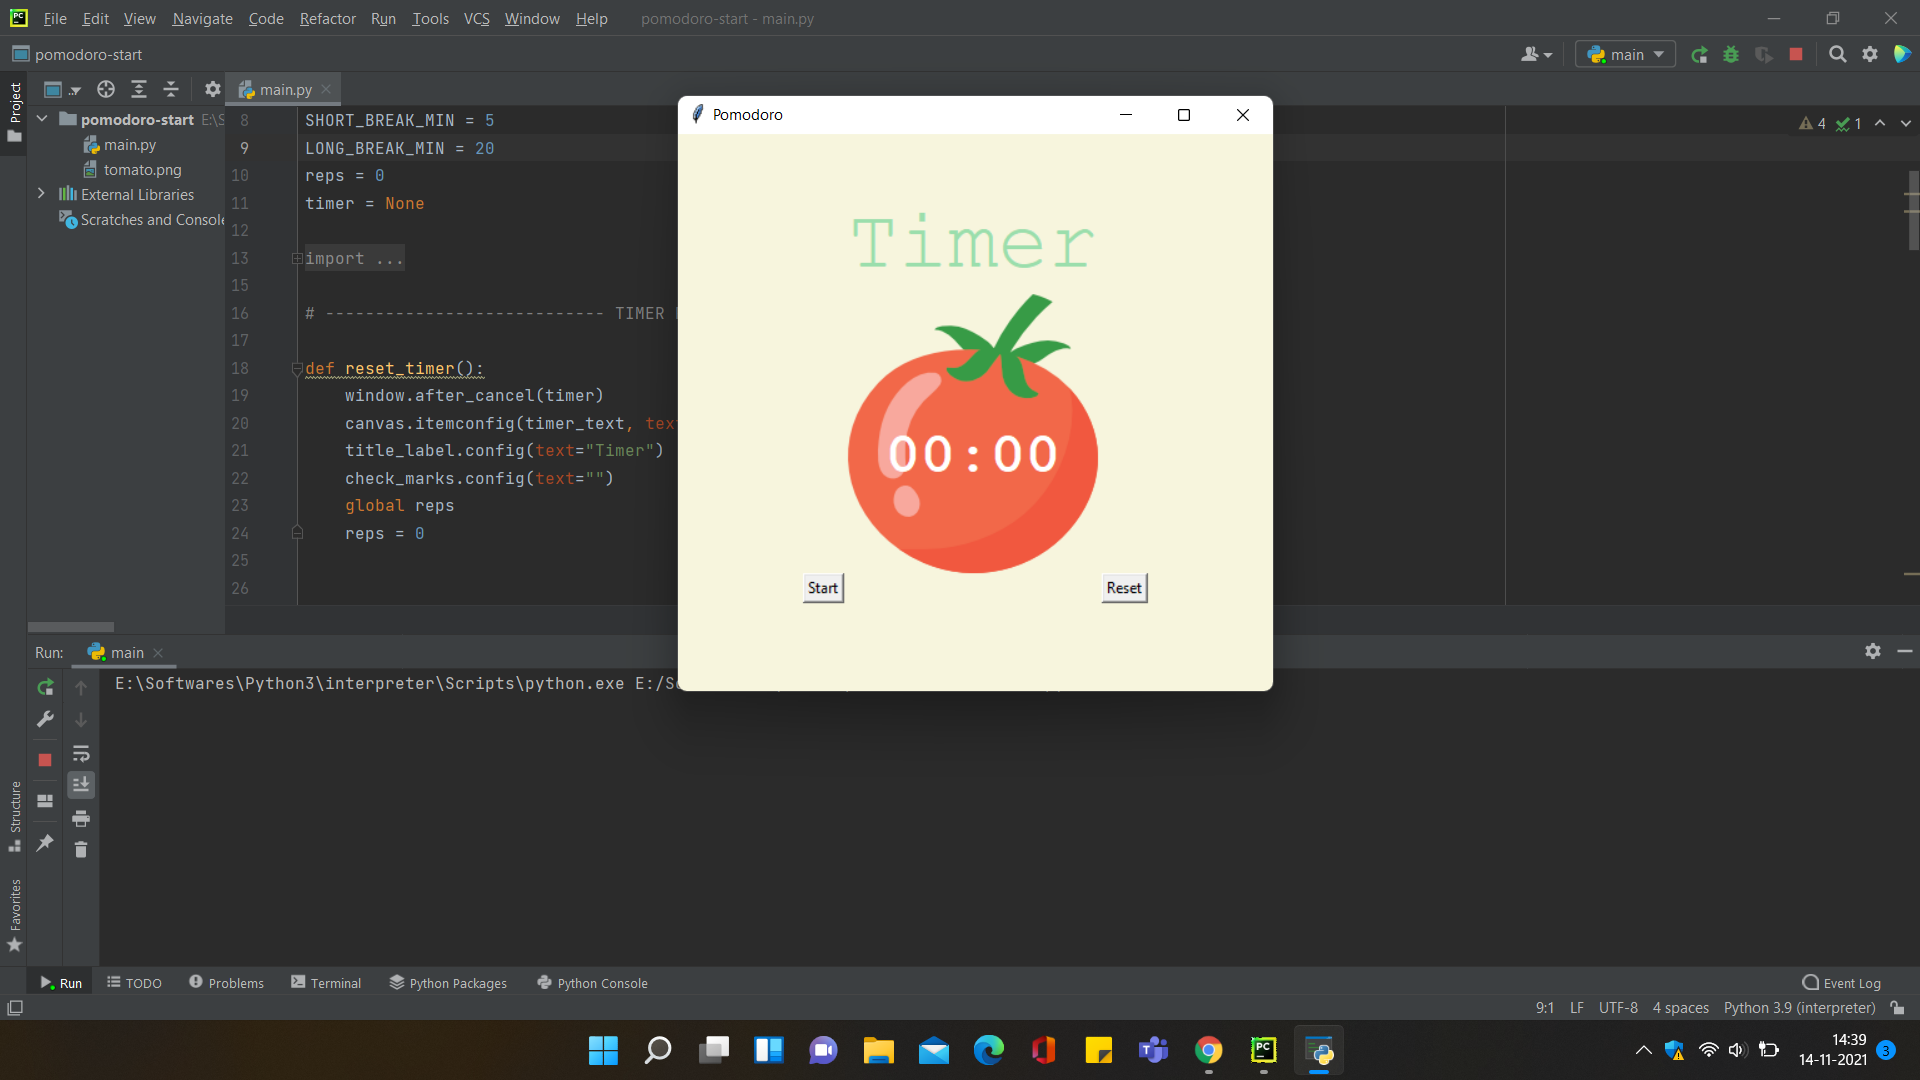 File Edit View Navigate Code Refactor Run Tools VCS Window Help pomodoro-start - main.py
pomodoro-start
main
Project
main.py
pomodoro-start E:\S
main.py
tomato.png
External Libraries
Scratches and Console
4 1
8 SHORT_BREAK_MIN = 5
9 LONG_BREAK_MIN = 20
10 reps = 0
11 timer = None
12
13 import ...
15
16 # ---------------------------- TIMER
17
18 def reset_timer():
19 window.after_cancel(timer)
20 canvas.itemconfig(timer_text, tex
21 title_label.config(text="Timer")
22 check_marks.config(text="")
23 global reps
24 reps = 0
25
26
Pomodoro
Timer
00:00
Start
Reset
Run: main
E:\Softwares\Python3\interpreter\Scripts\python.exe E:/So
Structure
Favorites
Run TODO Problems Terminal Python Packages Python Console Event Log
9:1 LF UTF-8 4 spaces Python 3.9 (interpreter)
14:39
14-11-2021 3